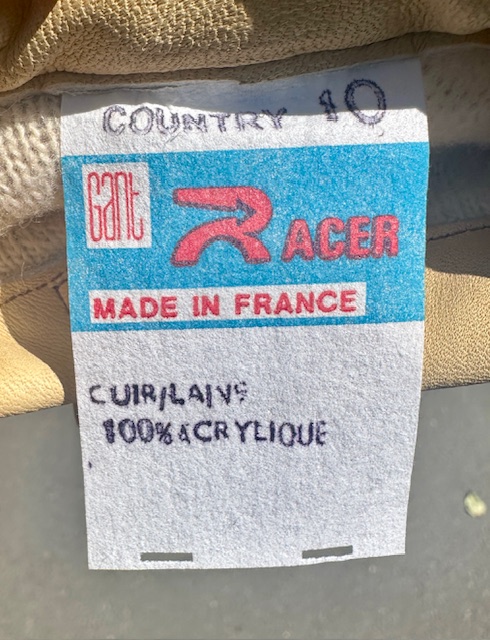 COUNTRY 10
Gant RACER
MADE IN FRANCE
CUIR/LAINE
100% ACRYLIQUE